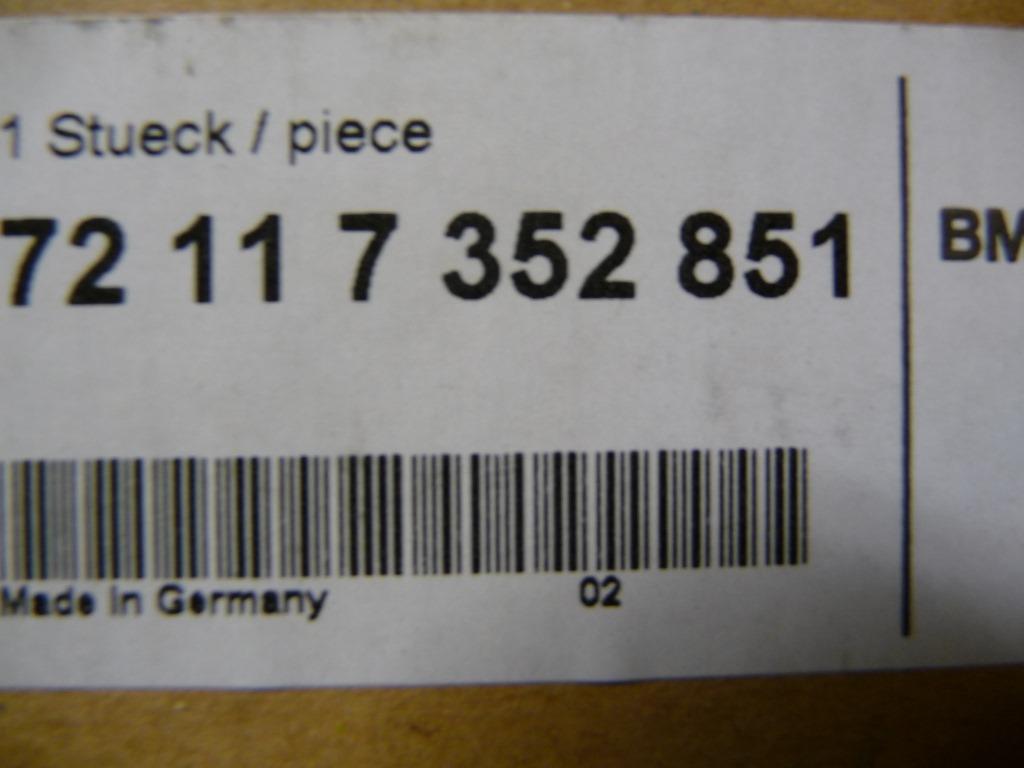 1 Stueck / piece
72 11 7 352 851
BM
Made in Germany
02